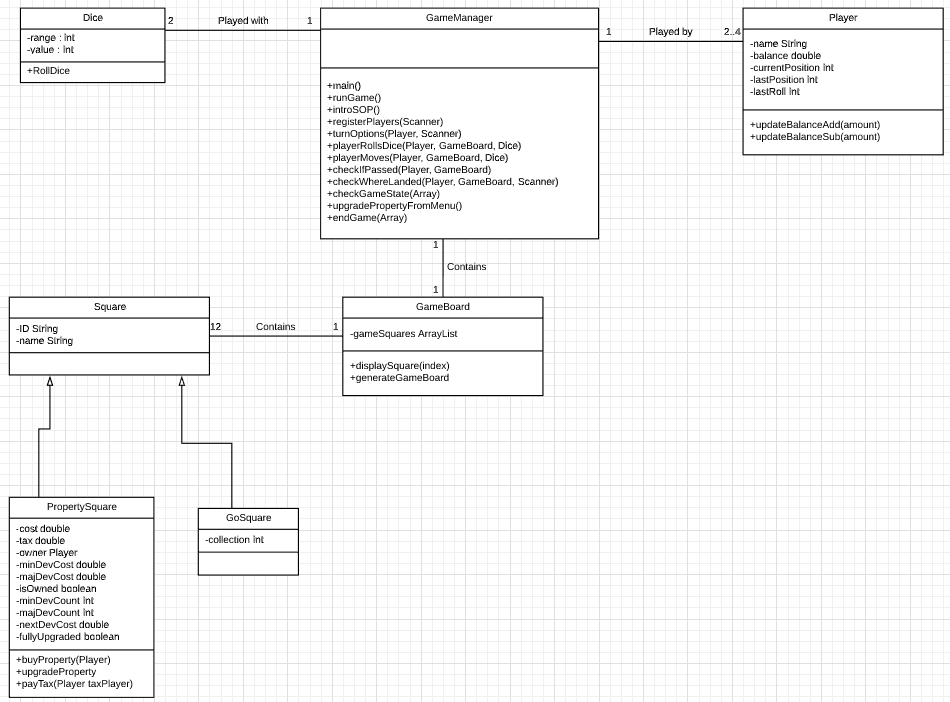 Dice
-range : int
-value : int
+RollDice
2
Played with
1
GameManager
+main()
+runGame()
+introSOP()
+registerPlayers(Scanner)
+turnOptions(Player, Scanner)
+playerRollsDice(Player, GameBoard, Dice)
+playerMoves(Player, GameBoard, Dice)
+checkIfPassed(Player, GameBoard)
+checkWhereLanded(Player, GameBoard, Scanner)
+checkGameState(Array)
+upgradePropertyFromMenu()
+endGame(Array)
1
Played by
2..4
Player
-name String
-balance double
-currentPosition int
-lastPosition int
-lastRoll int
+updateBalanceAdd(amount)
+updateBalanceSub(amount)
1
Contains
1
Square
-ID String
-name String
12
Contains
1
GameBoard
-gameSquares ArrayList
+displaySquare(index)
+generateGameBoard
PropertySquare
-cost double
-tax double
-owner Player
-minDevCost double
-majDevCost double
-isOwned boolean
-minDevCount int
-majDevCount int
-nextDevCost double
-fullyUpgraded boolean
+buyProperty(Player)
+upgradeProperty
+payTax(Player taxPlayer)
GoSquare
-collection int